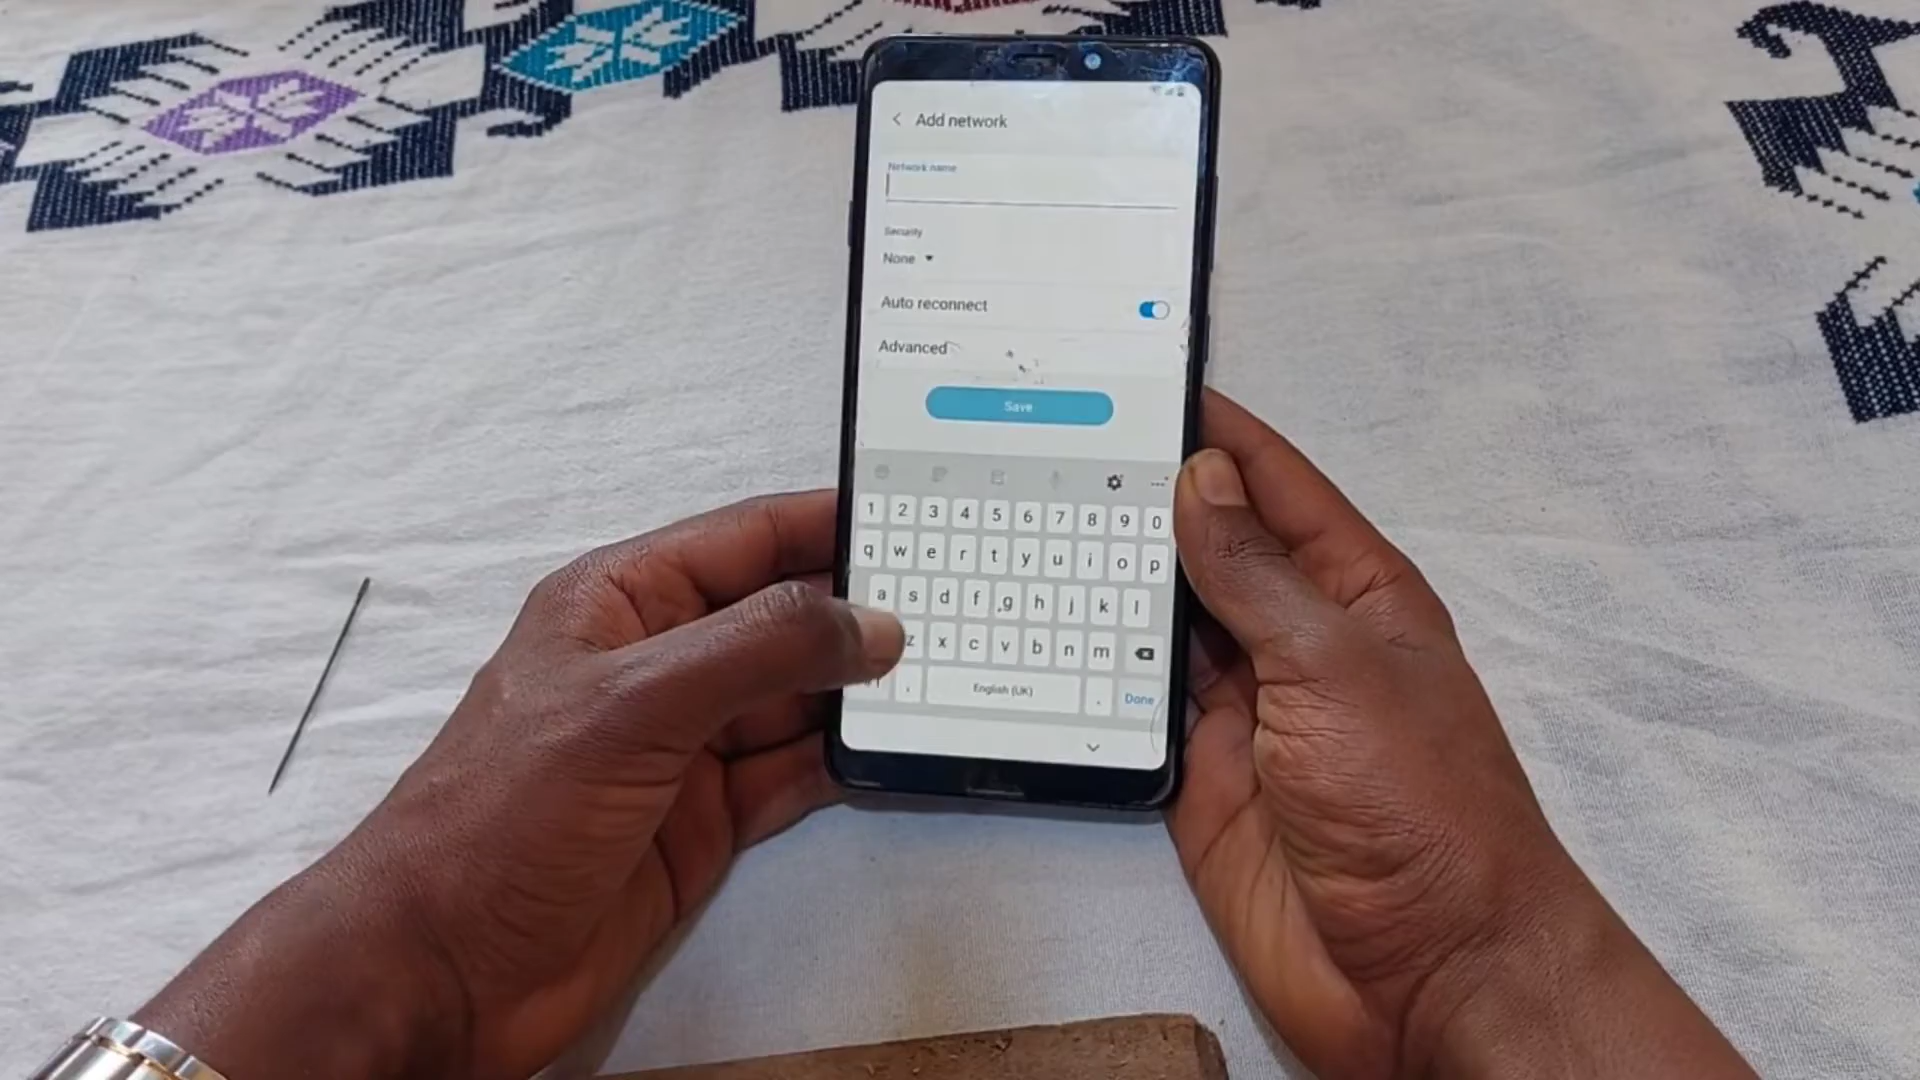 Add network
Network name
Security
None
Auto reconnect
Advanced
Save
1 2 3 4 5 6 7 8 9 0
q w e r t y u i o p
a s d f g h j k l
z x c v b n m
, English (UK) . Done